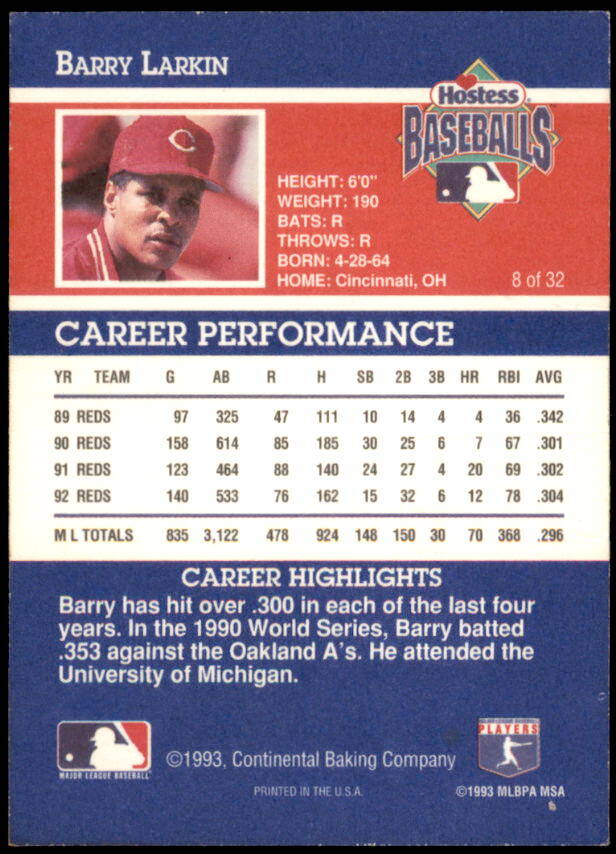 BARRY LARKIN
Hostess
BASEBALLS
C
HEIGHT: 6'0"
WEIGHT: 190
BATS: R
THROWS: R
BORN: 4-28-64
HOME: Cincinnati, OH
8 of 32
CAREER PERFORMANCE
YR TEAM G AB R H SB 2B 3B HR RBI AVG
89 REDS 97 325 47 111 10 14 4 4 36 .342
90 REDS 158 614 85 185 30 25 6 7 67 .301
91 REDS 123 464 88 140 24 27 4 20 69 .302
92 REDS 140 533 76 162 15 32 6 12 78 .304
M L TOTALS 835 3,122 478 924 148 150 30 70 368 .296
CAREER HIGHLIGHTS
Barry has hit over .300 in each of the last four
years. In the 1990 World Series, Barry batted
.353 against the Oakland A's. He attended the
University of Michigan.
MAJOR LEAGUE BASEBALL
©1993, Continental Baking Company
PRINTED IN THE U.S.A.
MAJOR LEAGUE BASEBALL
PLAYERS
©1993 MLBPA MSA